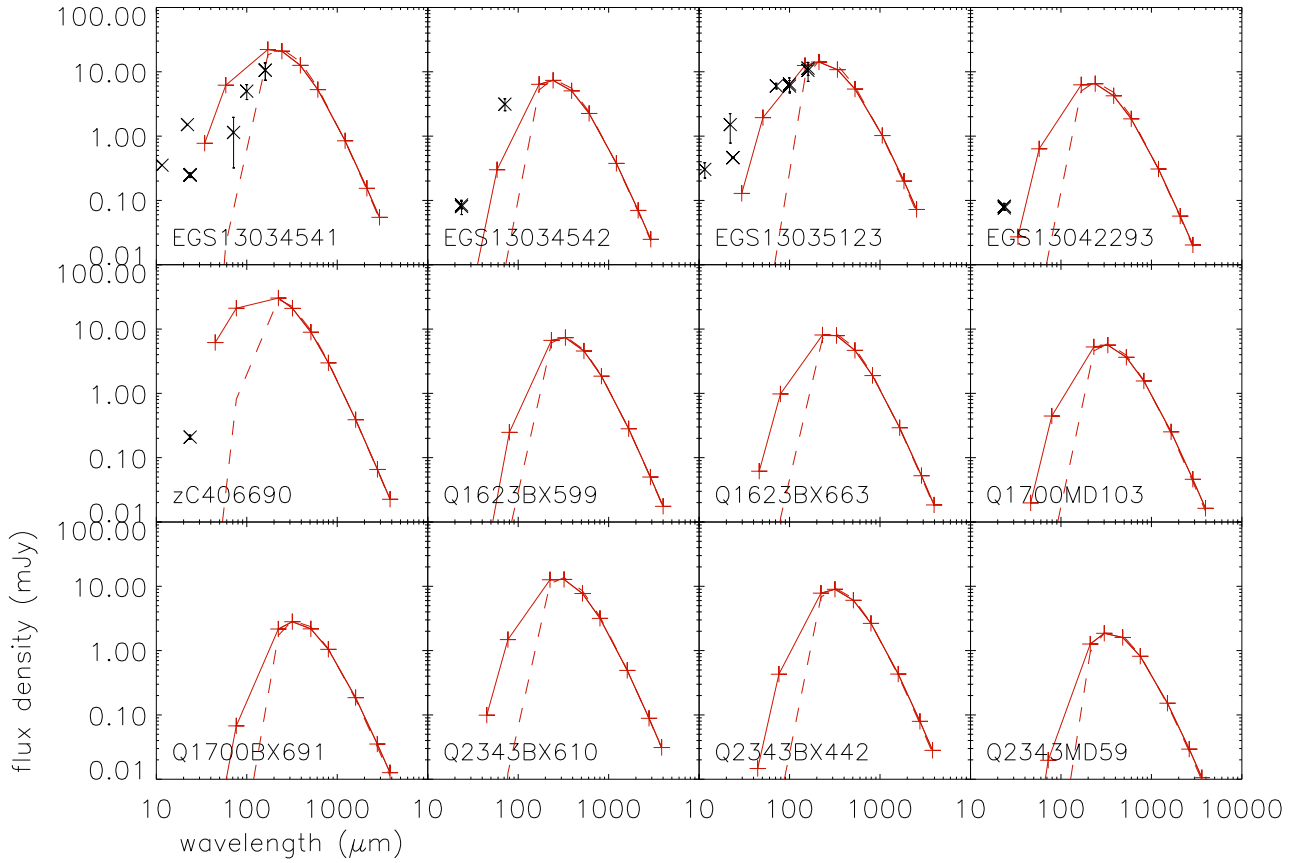 100.00
10.00
1.00
0.10
0.01
EGS13034541
EGS13034542
EGS13035123
EGS13042293
10.00
1.00
0.10
0.01
zC406690
Q1623BX599
Q1623BX663
Q1700MD103
100.00
10.00
1.00
0.10
0.01
Q1700BX691
Q2343BX610
Q2343BX442
Q2343MD59
10 100 1000 10 100 1000 10 100 1000 10 100 1000 10000
wavelength (μm)
flux density (mJy)